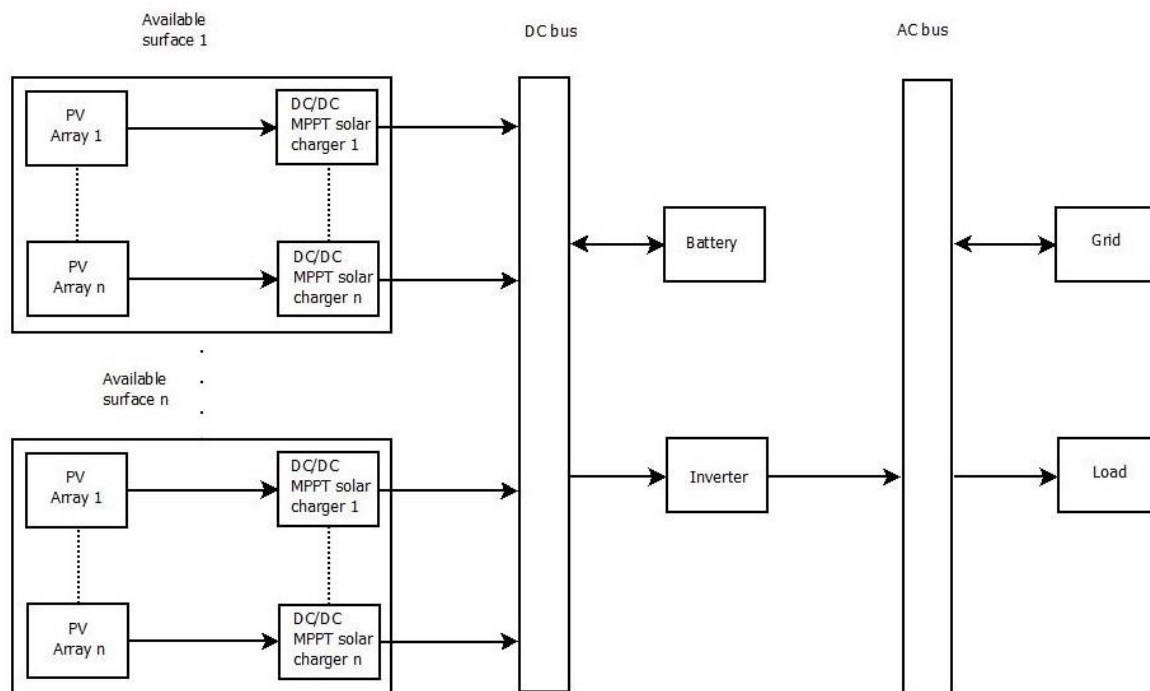 Available
surface 1
DC bus
AC bus
PV
Array 1
DC/DC
MPPT solar
charger 1
PV
Array n
DC/DC
MPPT solar
charger n
Battery
Grid
Available
surface n
PV
Array 1
DC/DC
MPPT solar
charger 1
Inverter
Load
PV
Array n
DC/DC
MPPT solar
charger n